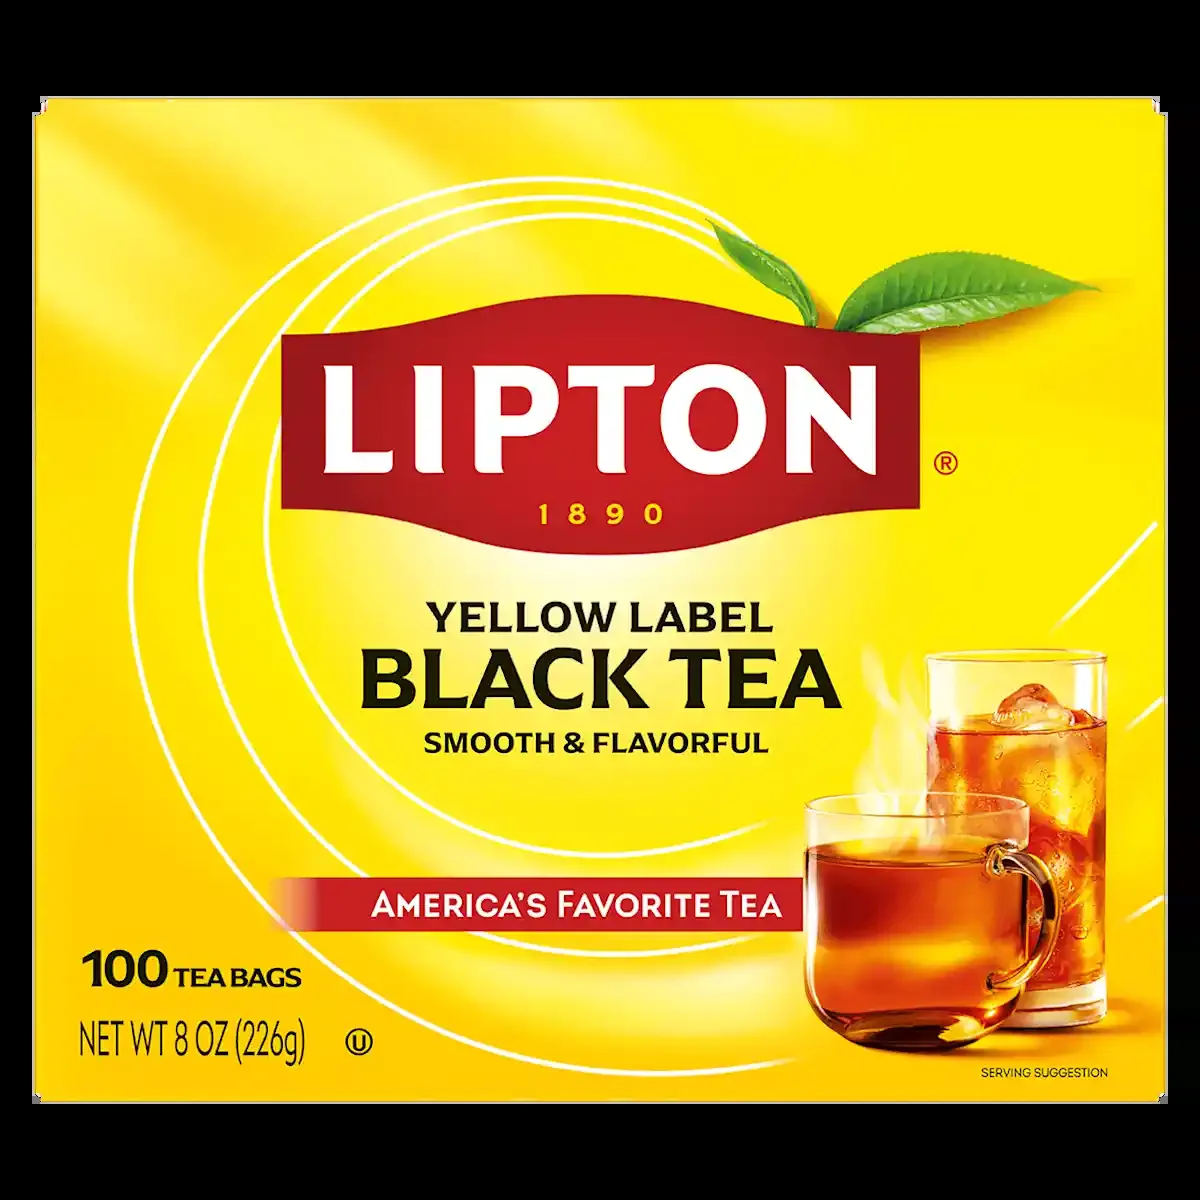 LIPTON
®
1890
YELLOW LABEL
BLACK TEA
SMOOTH & FLAVORFUL
AMERICA'S FAVORITE TEA
100 TEA BAGS
NET WT 8 OZ (226g) Ⓤ
SERVING SUGGESTION